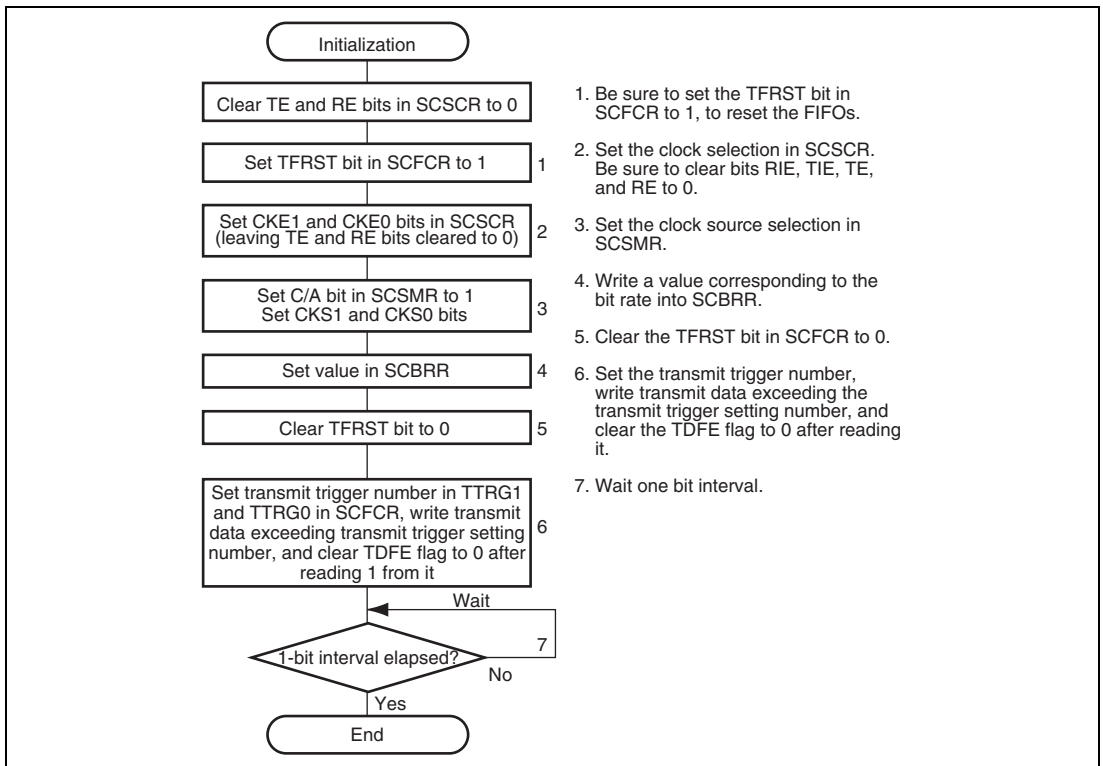 Initialization
Clear TE and RE bits in SCSCR to 0
Set TFRST bit in SCFCR to 1
1
Set CKE1 and CKE0 bits in SCSCR
(leaving TE and RE bits cleared to 0)
2
Set C/A bit in SCSMR to 1
Set CKS1 and CKS0 bits
3
Set value in SCBRR
4
Clear TFRST bit to 0
5
Set transmit trigger number in TTRG1
and TTRG0 in SCFCR, write transmit
data exceeding transmit trigger setting
number, and clear TDFE flag to 0 after
reading 1 from it
6
Wait
1-bit interval elapsed?
7
No
Yes
End
1. Be sure to set the TFRST bit in
SCFCR to 1, to reset the FIFOs.
2. Set the clock selection in SCSCR.
Be sure to clear bits RIE, TIE, TE,
and RE to 0.
3. Set the clock source selection in
SCSMR.
4. Write a value corresponding to the
bit rate into SCBRR.
5. Clear the TFRST bit in SCFCR to 0.
6. Set the transmit trigger number,
write transmit data exceeding the
transmit trigger setting number, and
clear the TDFE flag to 0 after reading
it.
7. Wait one bit interval.